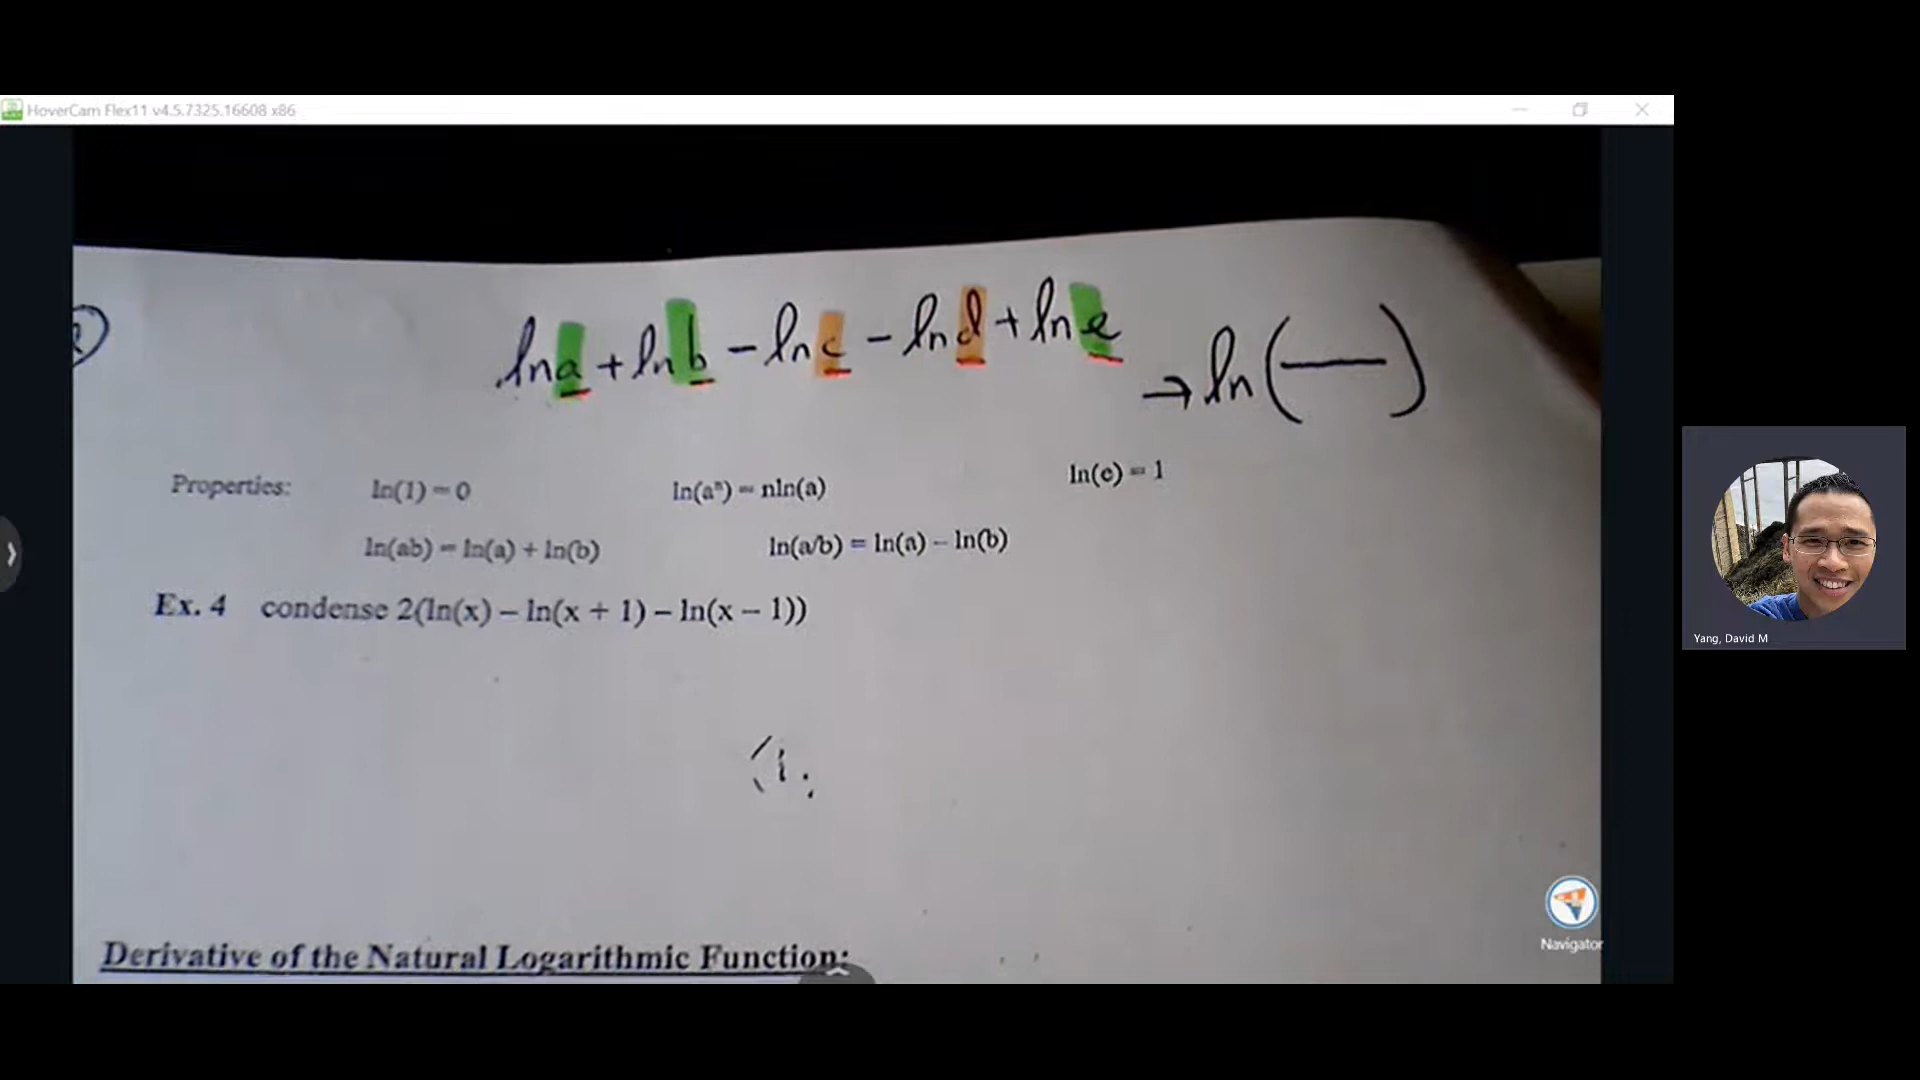 HoverCam Flex11 v4.5.7325.16608 x86
2
ln a + ln b − ln c − ln d + ln e → ln( — )
Properties: ln(1) = 0 ln(aⁿ) = nln(a) ln(e) = 1
ln(ab) = ln(a) + ln(b) ln(a/b) = ln(a) – ln(b)
Ex. 4 condense 2(ln(x) – ln(x + 1) – ln(x – 1))
Yang, David M
Navigator
Derivative of the Natural Logarithmic Function: